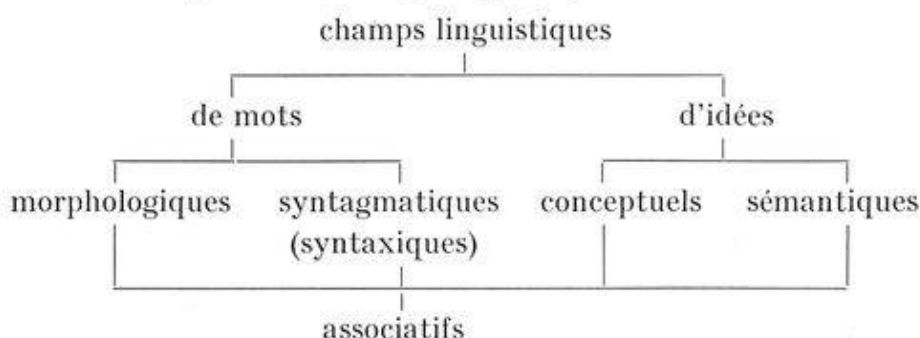 champs linguistiques
de mots d'idées
morphologiques syntagmatiques conceptuels sémantiques
(syntaxiques)
associatifs